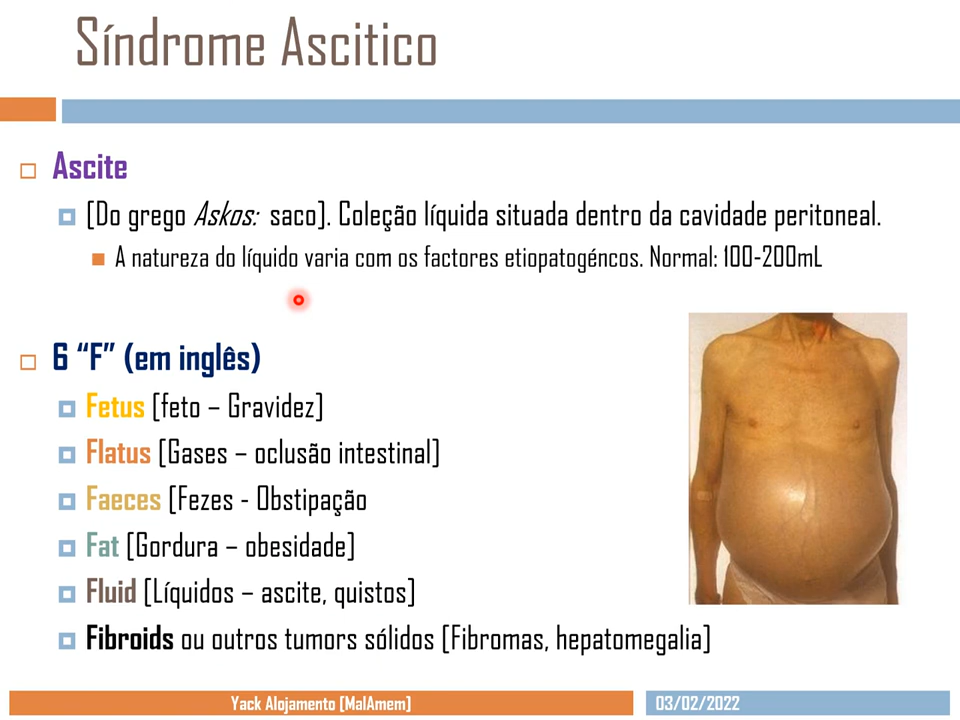 Síndrome Ascitico
Ascite
[Do grego Askos: saco]. Coleção líquida situada dentro da cavidade peritoneal.
A natureza do líquido varia com os factores etiopatogéncos. Normal: 100-200mL
6 “F” (em inglês)
Fetus [feto – Gravidez]
Flatus [Gases – oclusão intestinal]
Faeces [Fezes - Obstipação
Fat [Gordura – obesidade]
Fluid [Líquidos – ascite, quistos]
Fibroids ou outros tumors sólidos [Fibromas, hepatomegalia]
Yack Alojamento [MalAmem]
03/02/2022